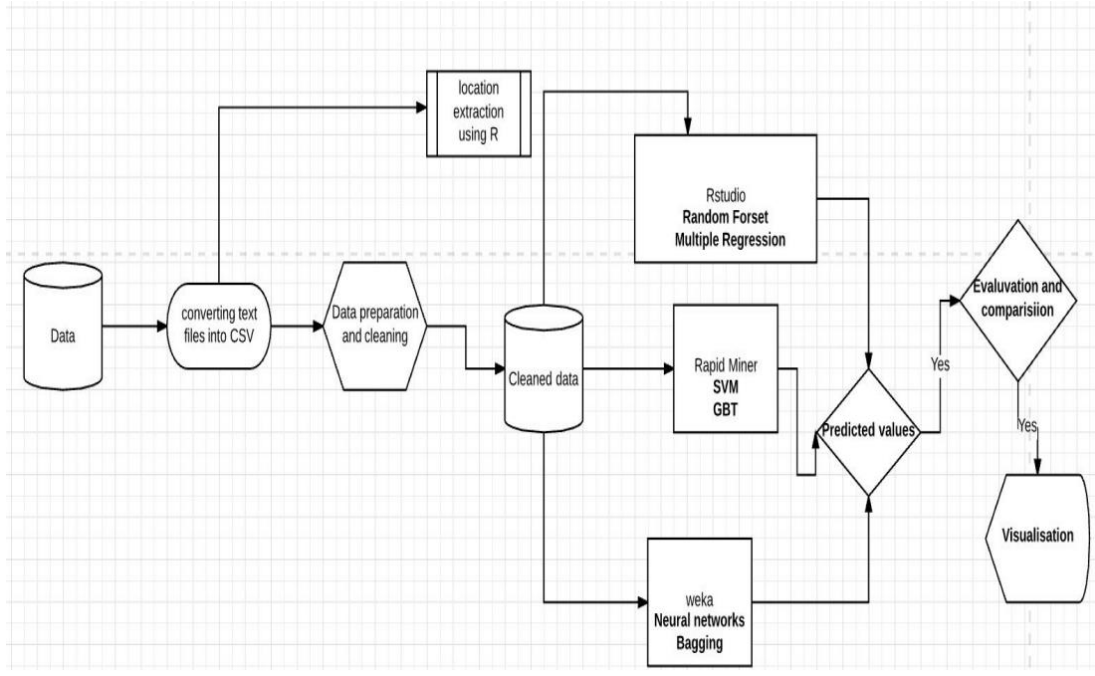 location
extraction
using R
Rstudio
Random Forset
Multiple Regression
Data
converting text
files into CSV
Data preparation
and cleaning
Cleaned data
Rapid Miner
SVM
GBT
weka
Neural networks
Bagging
Predicted values
Yes
Evaluvation and
comparisiion
Yes
Visualisation